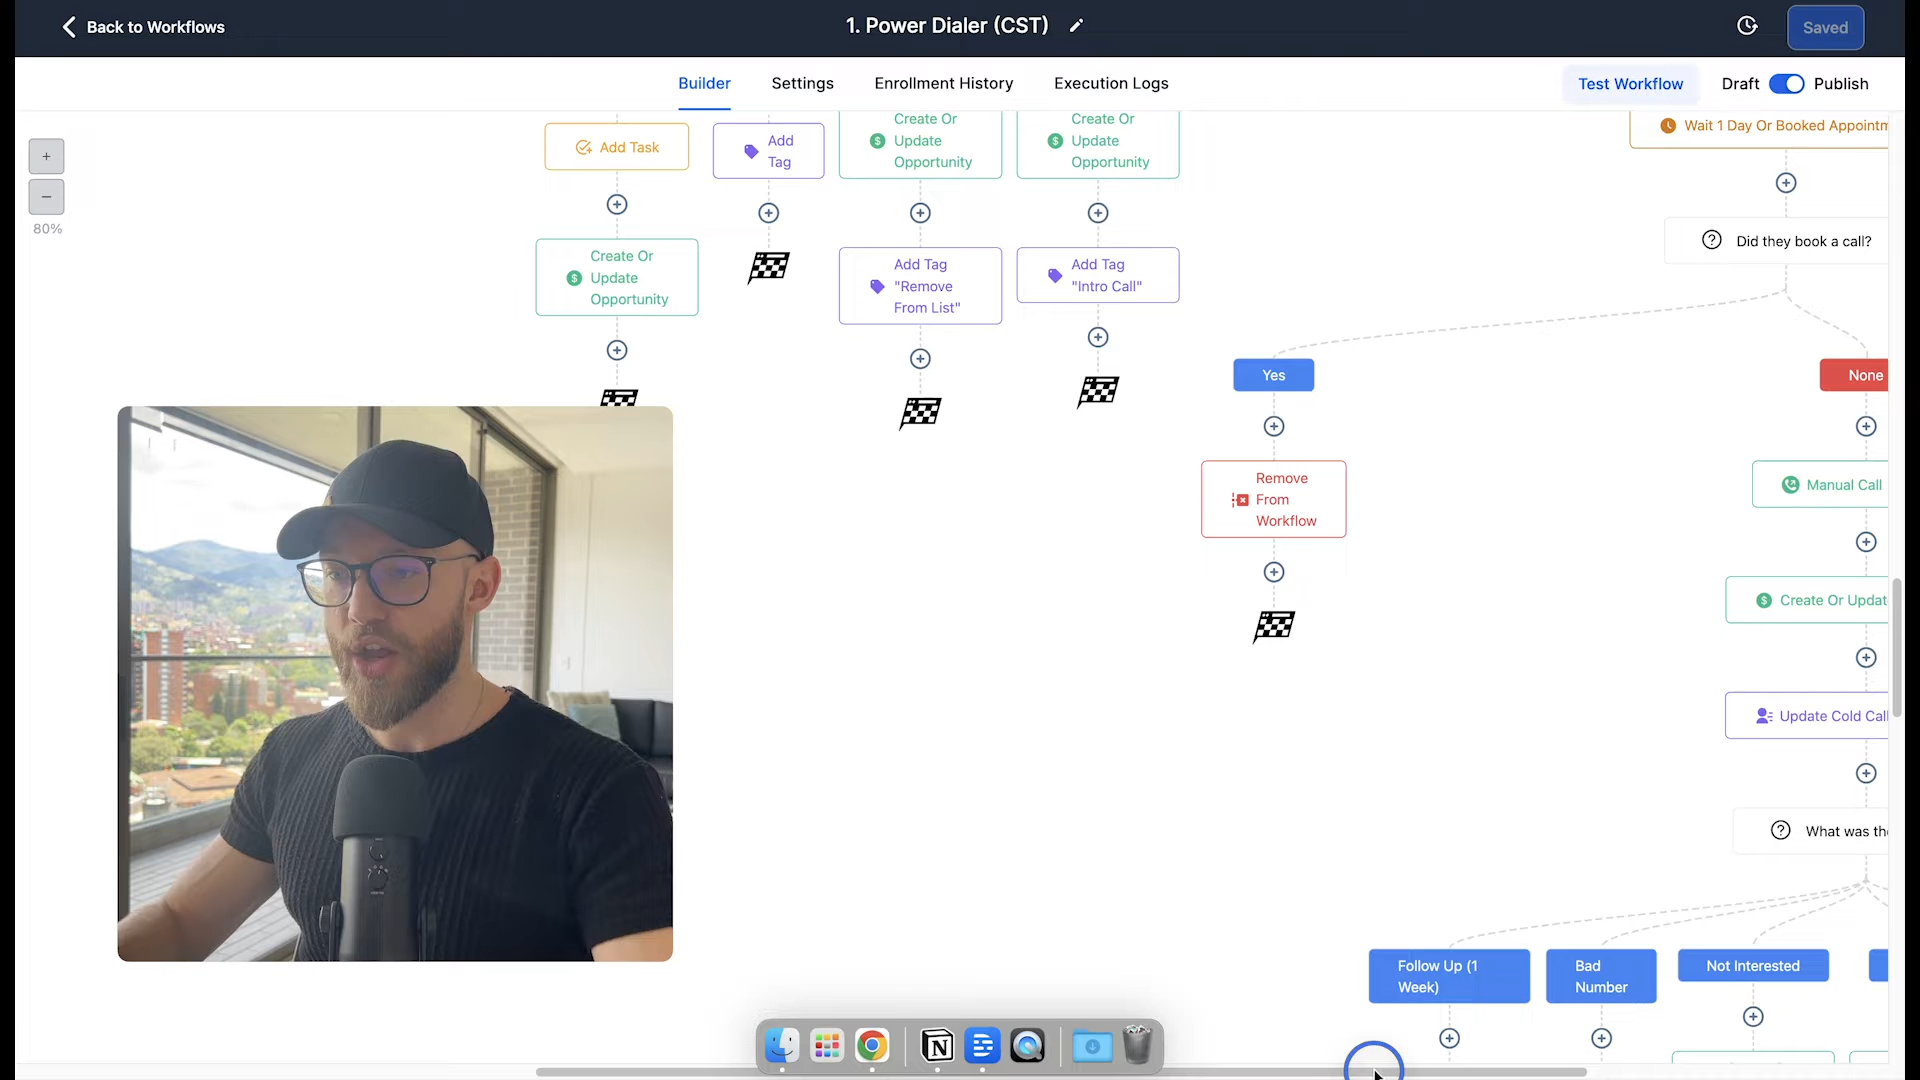 Back to Workflows
1. Power Dialer (CST)
Saved
Builder
Settings
Enrollment History
Execution Logs
Test Workflow
Draft
Publish
+
−
80%
Add Task
Add
Tag
Create Or
Update
Opportunity
Create Or
Update
Opportunity
Wait 1 Day Or Booked Appointm
Create Or
Update
Opportunity
Add Tag
"Remove
From List"
Add Tag
"Intro Call"
Did they book a call?
Yes
None
Remove
From
Workflow
Manual Call
Create Or Updat
Update Cold Cal
What was th
Follow Up (1
Week)
Bad
Number
Not Interested